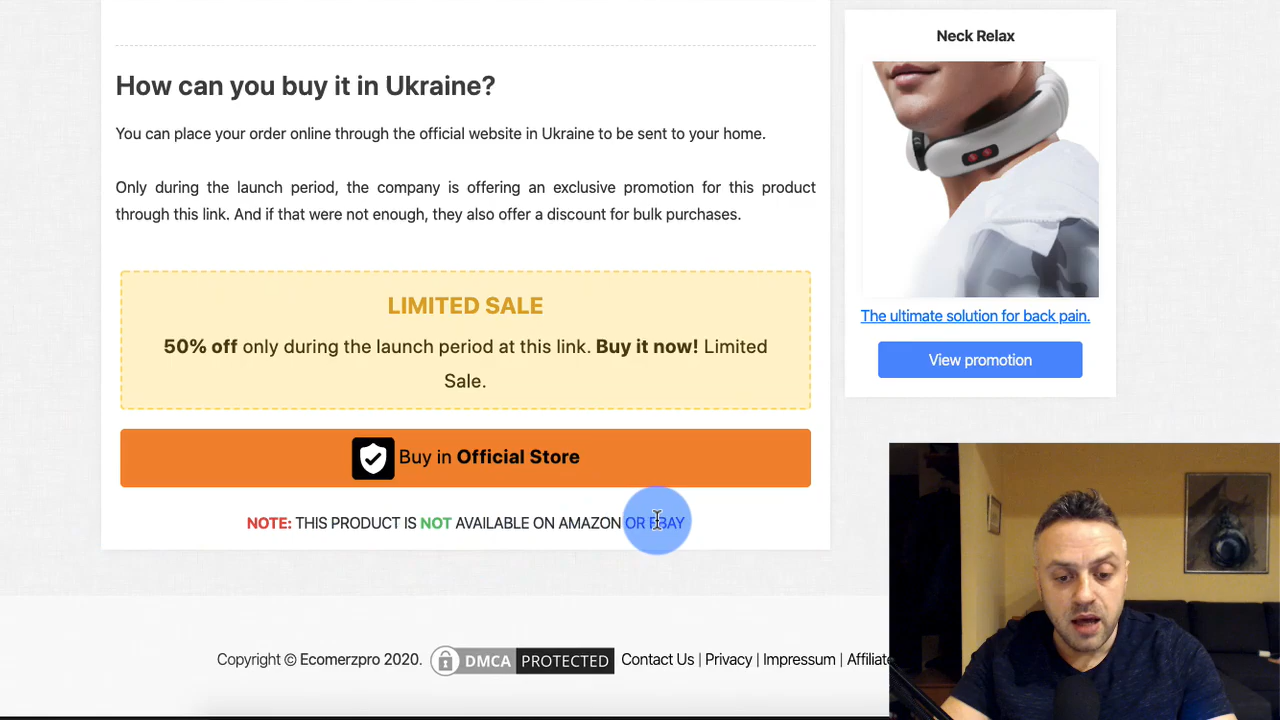 Neck Relax
How can you buy it in Ukraine?
You can place your order online through the official website in Ukraine to be sent to your home.
Only during the launch period, the company is offering an exclusive promotion for this product
through this link. And if that were not enough, they also offer a discount for bulk purchases.
The ultimate solution for back pain.
View promotion
LIMITED SALE
50% off only during the launch period at this link. Buy it now! Limited
Sale.
Buy in Official Store
NOTE: THIS PRODUCT IS NOT AVAILABLE ON AMAZON OR EBAY
Copyright © Ecomerzpro 2020. DMCA PROTECTED Contact Us | Privacy | Impressum | Affiliate